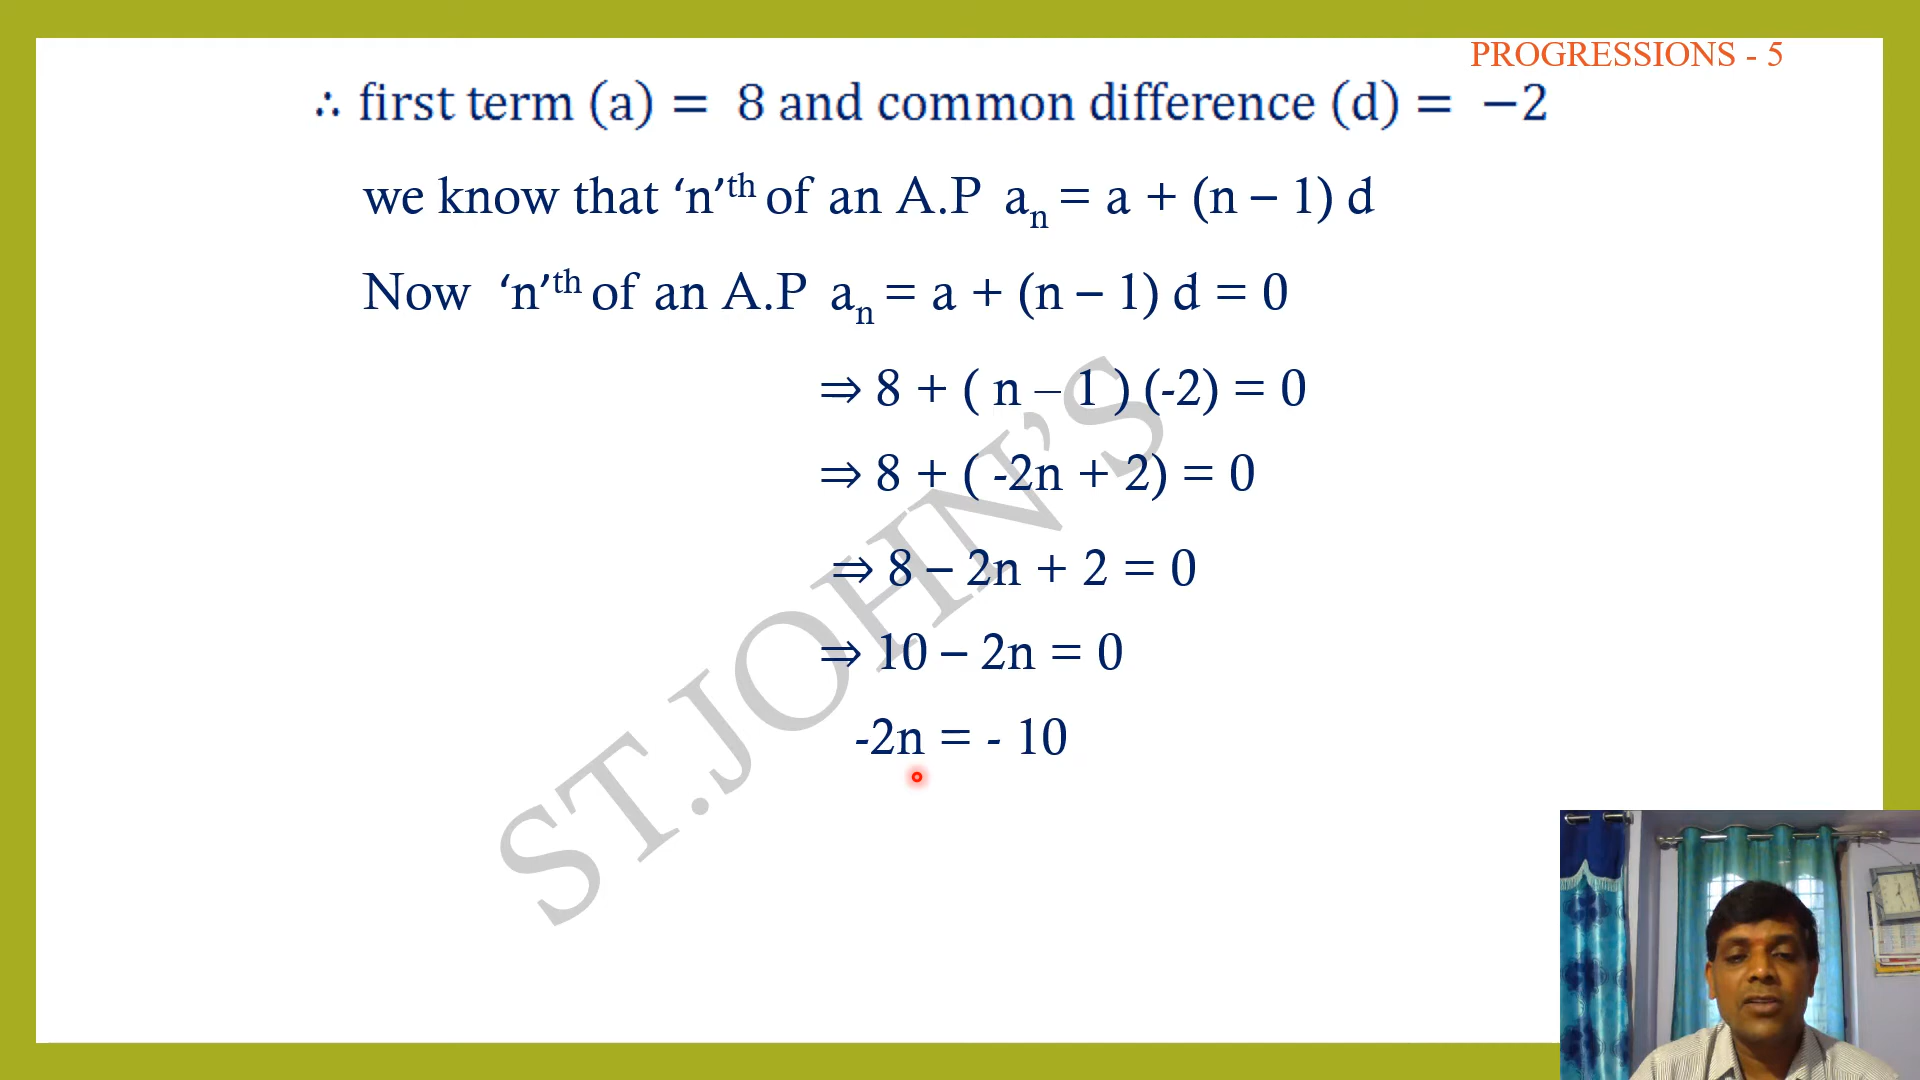 PROGRESSIONS - 5
∴ first term (a) = 8 and common difference (d) = −2
we know that ‘n’ᵗʰ of an A.P aₙ = a + (n – 1) d
Now ‘n’ᵗʰ of an A.P aₙ = a + (n – 1) d = 0
⇒ 8 + ( n – 1 ) (-2) = 0
⇒ 8 + ( -2n + 2) = 0
⇒ 8 – 2n + 2 = 0
⇒ 10 – 2n = 0
-2n = - 10
ST.JOHN’S